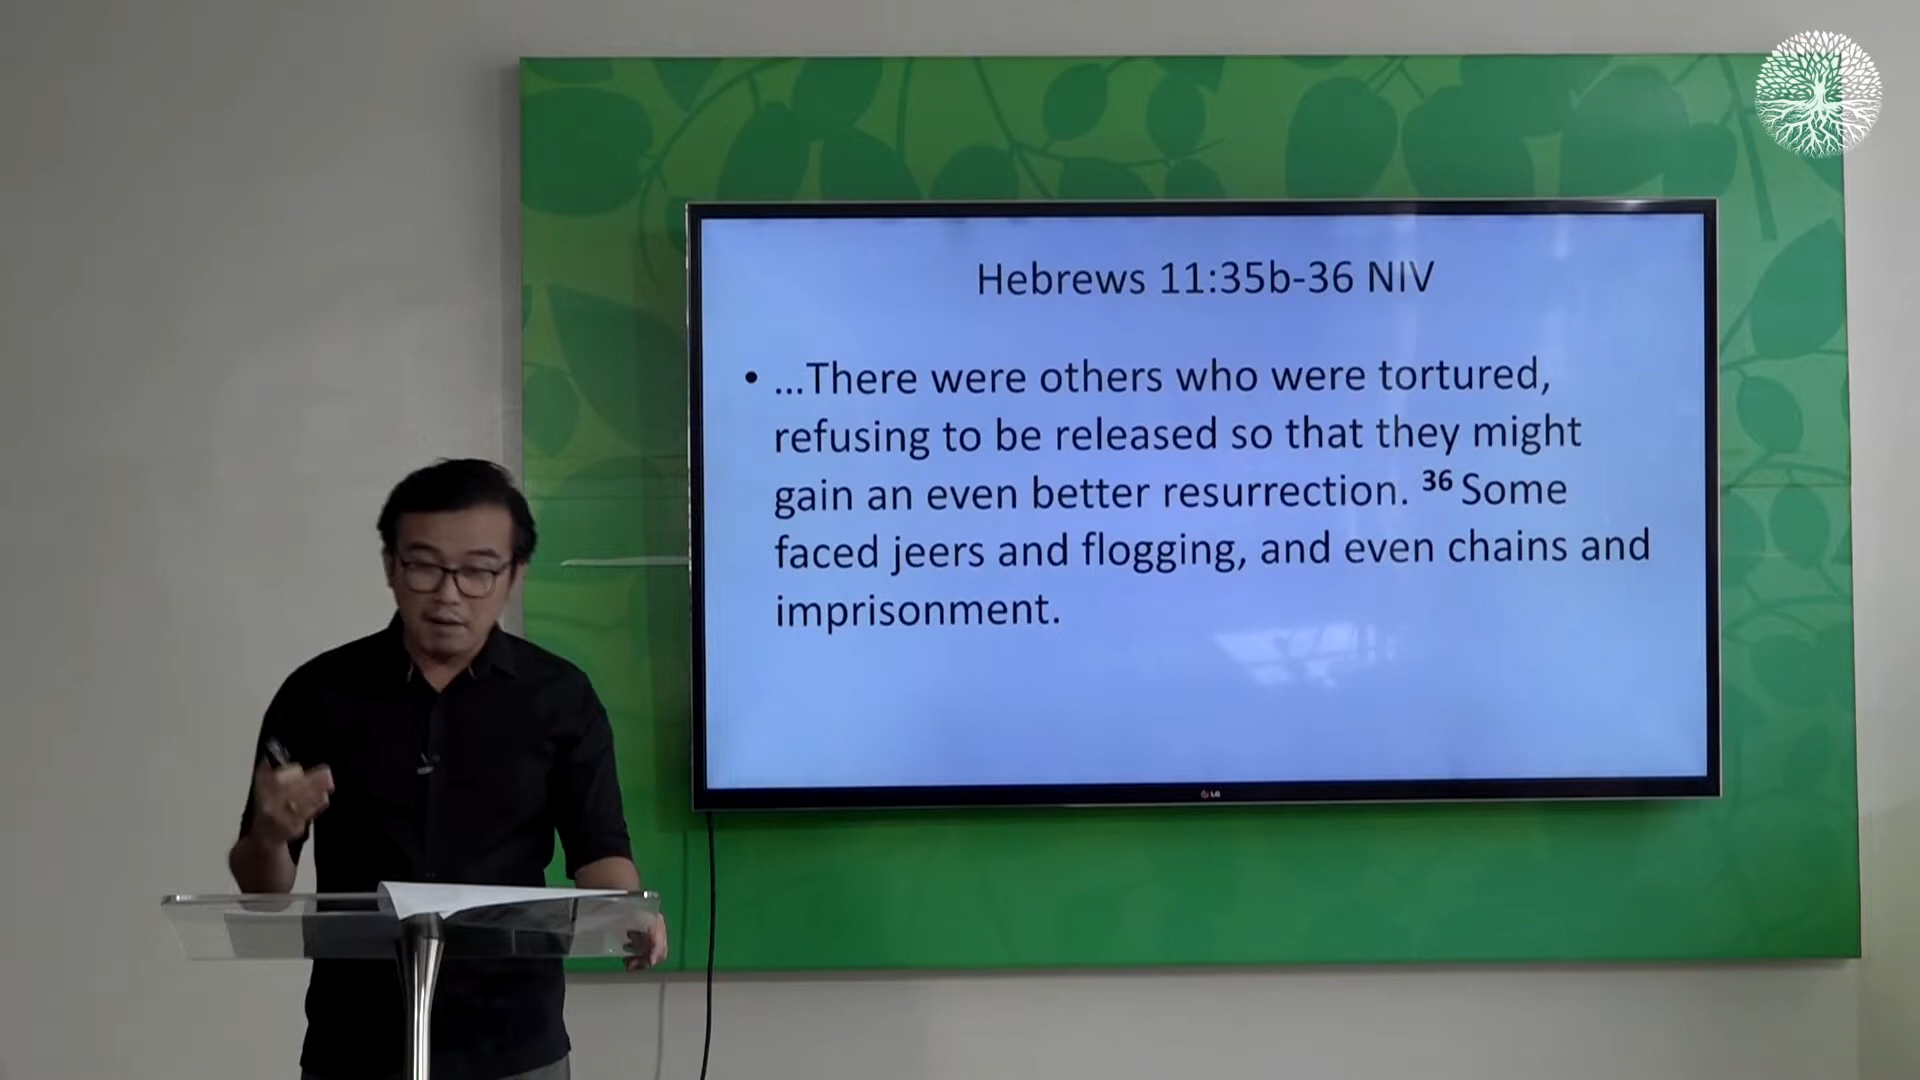 Hebrews 11:35b-36 NIV
• ...There were others who were tortured,
refusing to be released so that they might
gain an even better resurrection. 36 Some
faced jeers and flogging, and even chains and
imprisonment.
LG